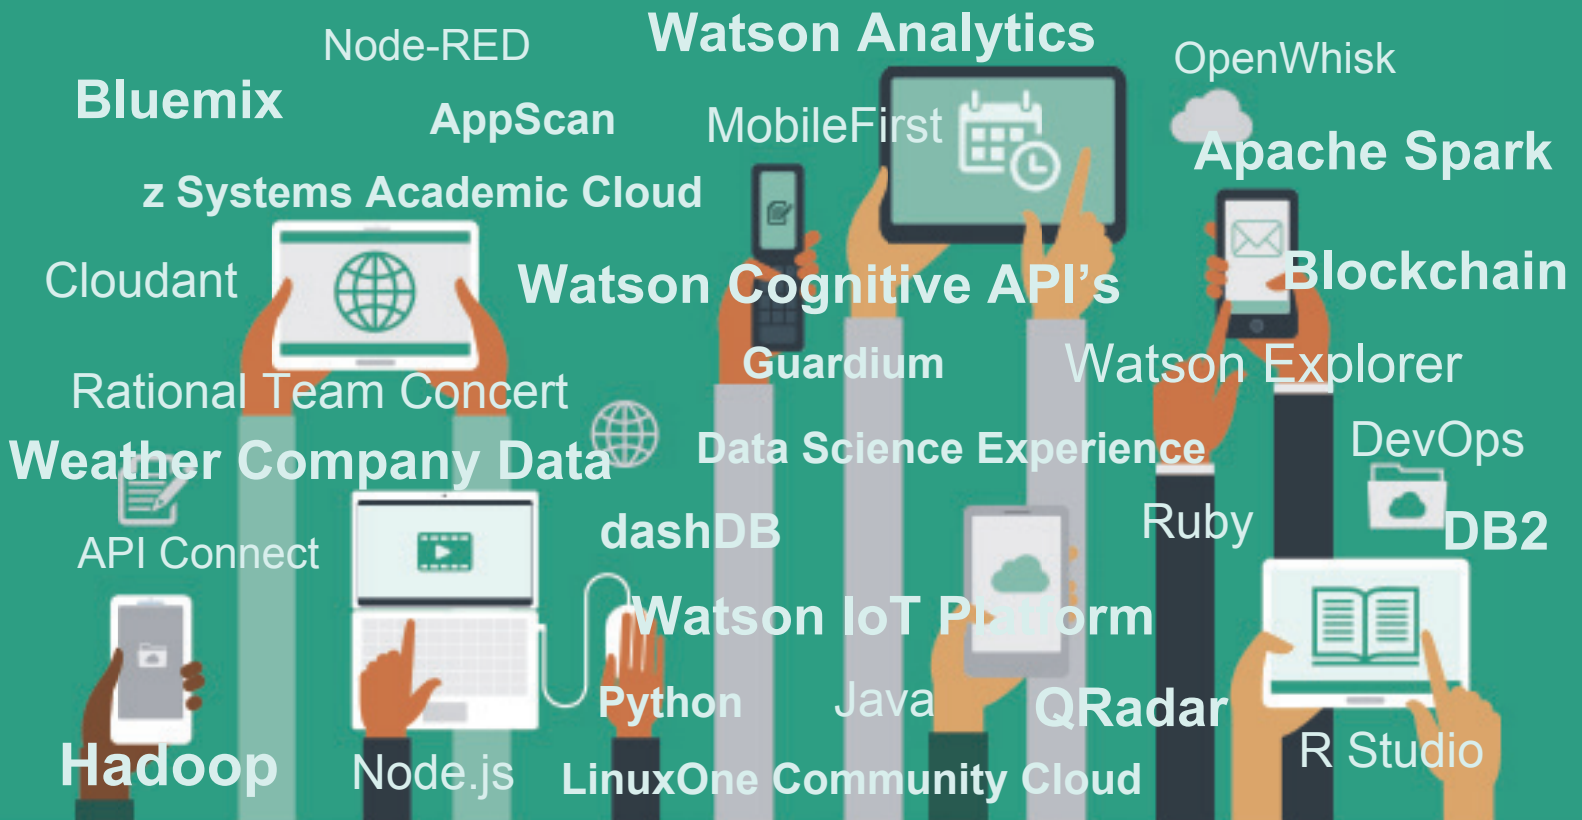 Watson Analytics
Node-RED
OpenWhisk
Bluemix
AppScan
MobileFirst
Apache Spark
z Systems Academic Cloud
Cloudant
Watson Cognitive API’s
Blockchain
Guardium
Watson Explorer
Rational Team Concert
Weather Company Data
Data Science Experience
DevOps
API Connect
dashDB
Ruby
DB2
Watson IoT Platform
Python
Java
QRadar
Hadoop
Node.js
LinuxOne Community Cloud
R Studio